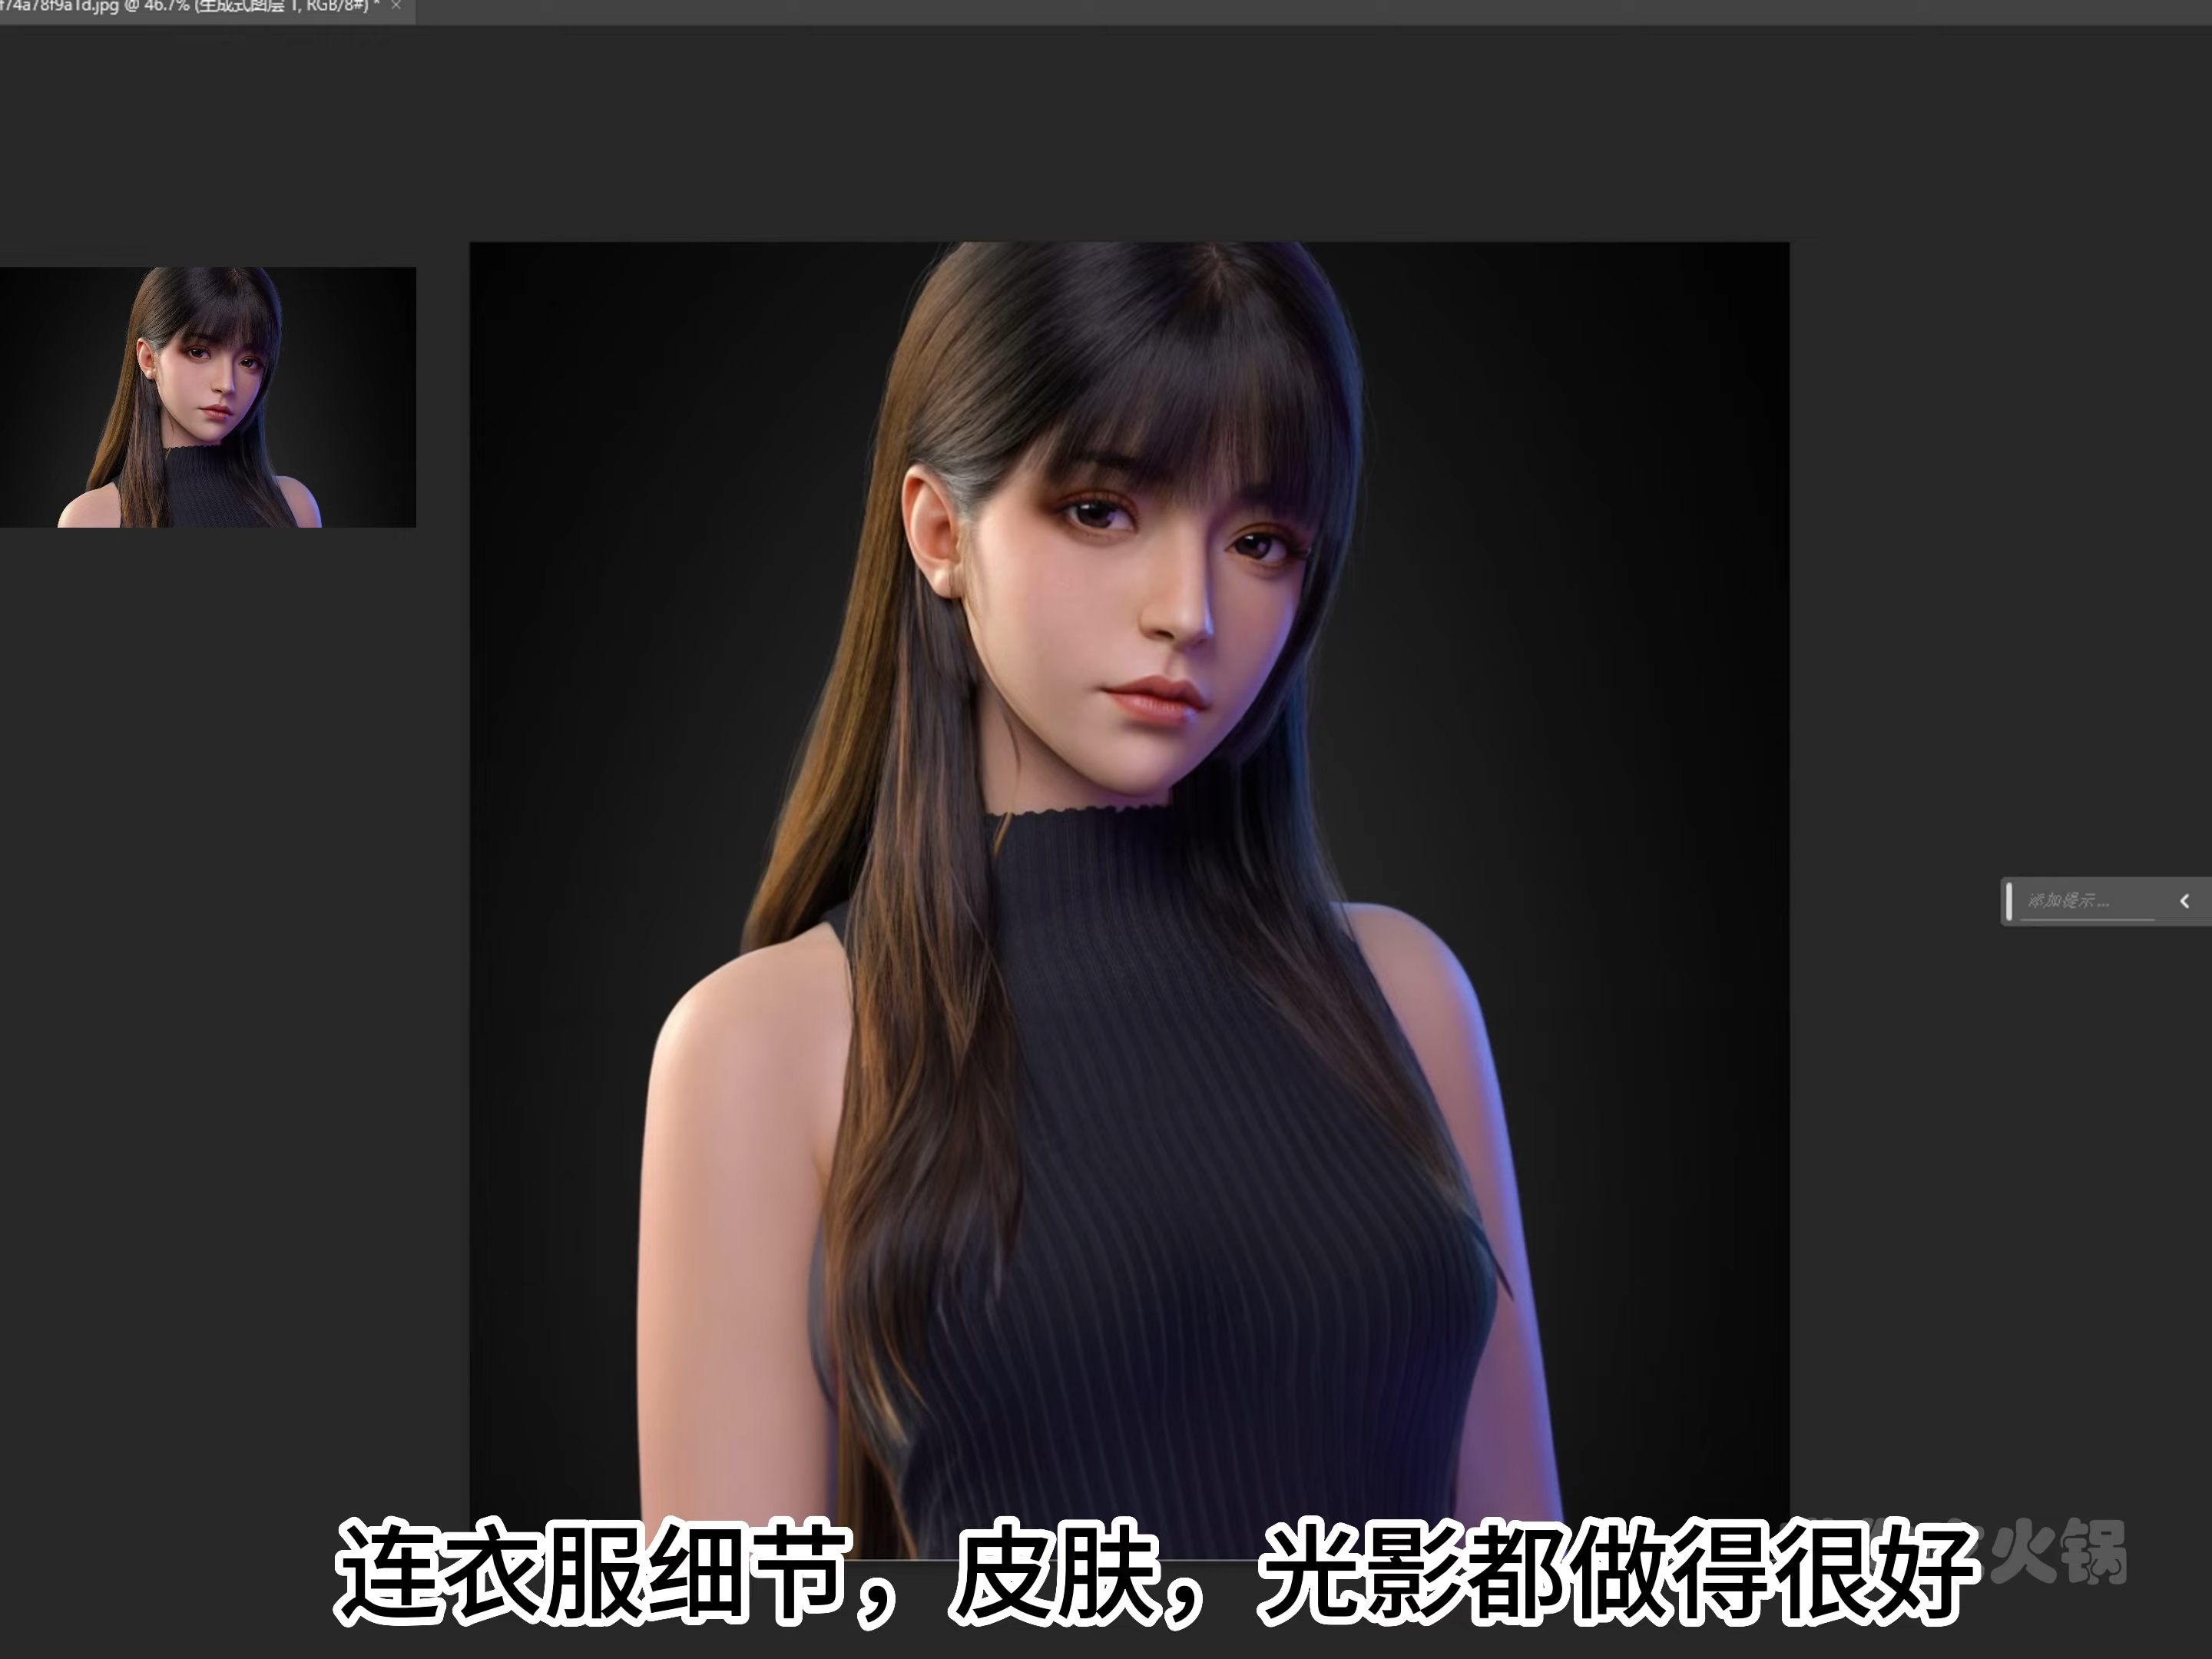 f74a78f9a1d.jpg @ 46.7% (生成式图层 1, RGB/8#) * ×
添加提示...
火锅
连衣服细节，皮肤，光影都做得很好